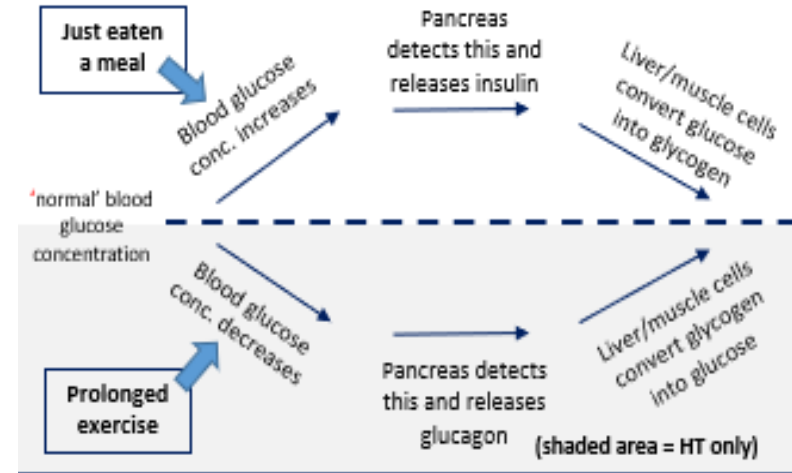 Just eaten
a meal
Blood glucose
conc. increases
Pancreas
detects this and
releases insulin
Liver/muscle cells
convert glucose
into glycogen
‘normal’ blood
glucose
concentration
Blood glucose
conc. decreases
Prolonged
exercise
Pancreas detects
this and releases
glucagon
Liver/muscle cells
convert glycogen
into glucose
(shaded area = HT only)